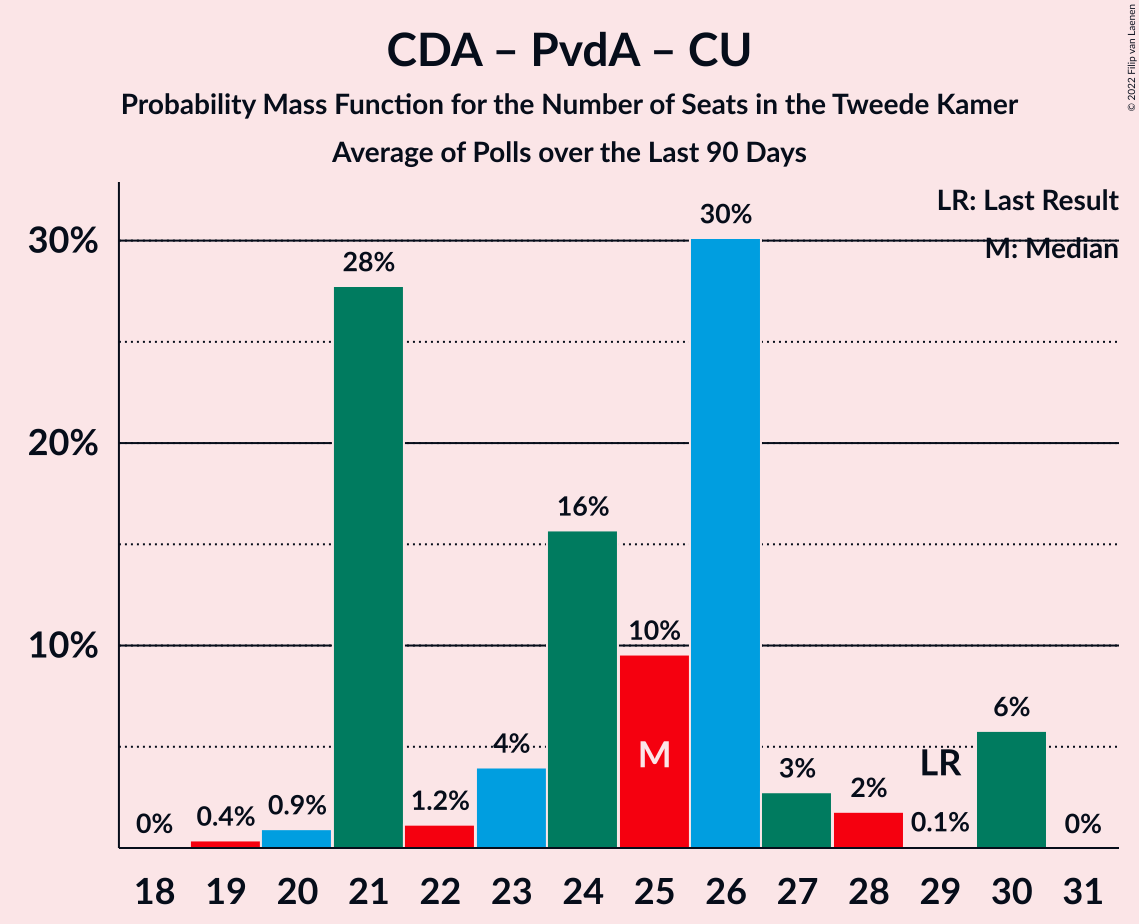 CDA – PvdA – CU
Probability Mass Function for the Number of Seats in the Tweede Kamer
Average of Polls over the Last 90 Days
© 2022 Filip van Laenen
LR: Last Result
M: Median
30%
20%
10%
0%
0.4%
0.9%
28%
1.2%
4%
16%
10%
M
30%
3%
2%
LR
0.1%
6%
0%
18 19 20 21 22 23 24 25 26 27 28 29 30 31